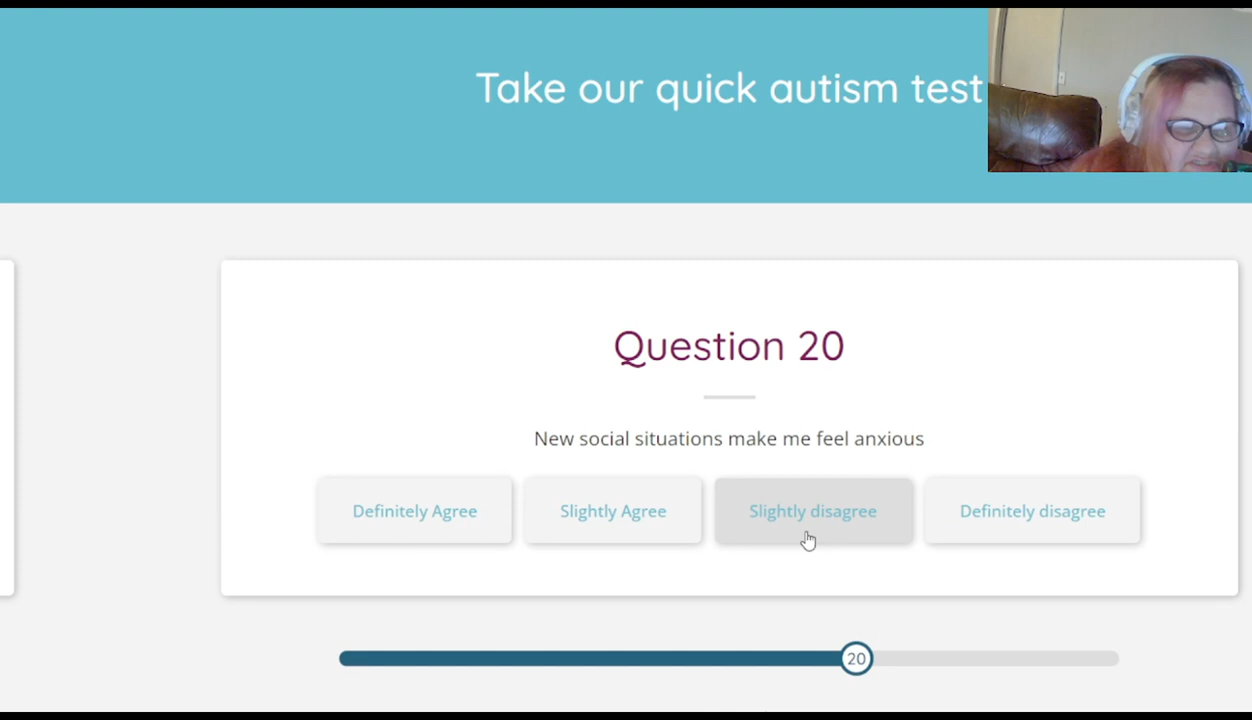 Take our quick autism test
Question 20
New social situations make me feel anxious
Definitely Agree
Slightly Agree
Slightly disagree
Definitely disagree
20